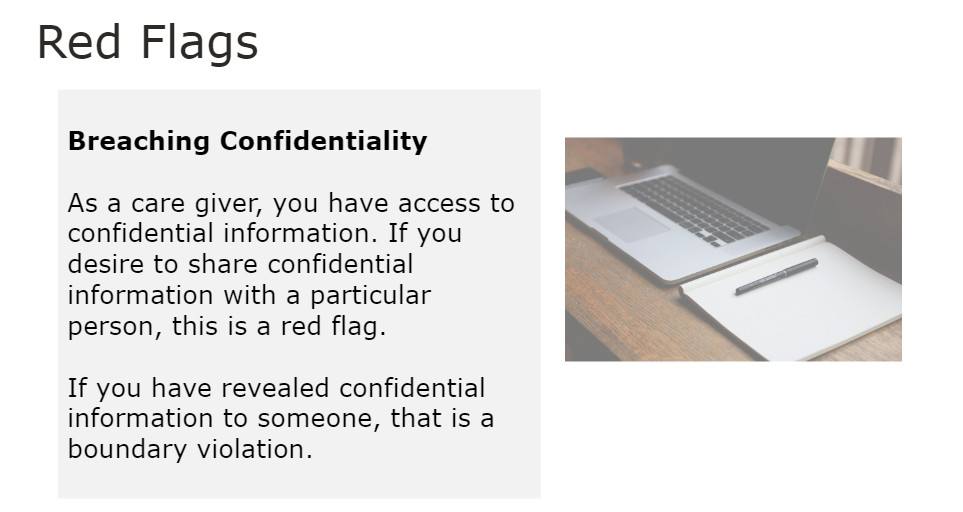 Red Flags
Breaching Confidentiality
As a care giver, you have access to
confidential information. If you
desire to share confidential
information with a particular
person, this is a red flag.
If you have revealed confidential
information to someone, that is a
boundary violation.